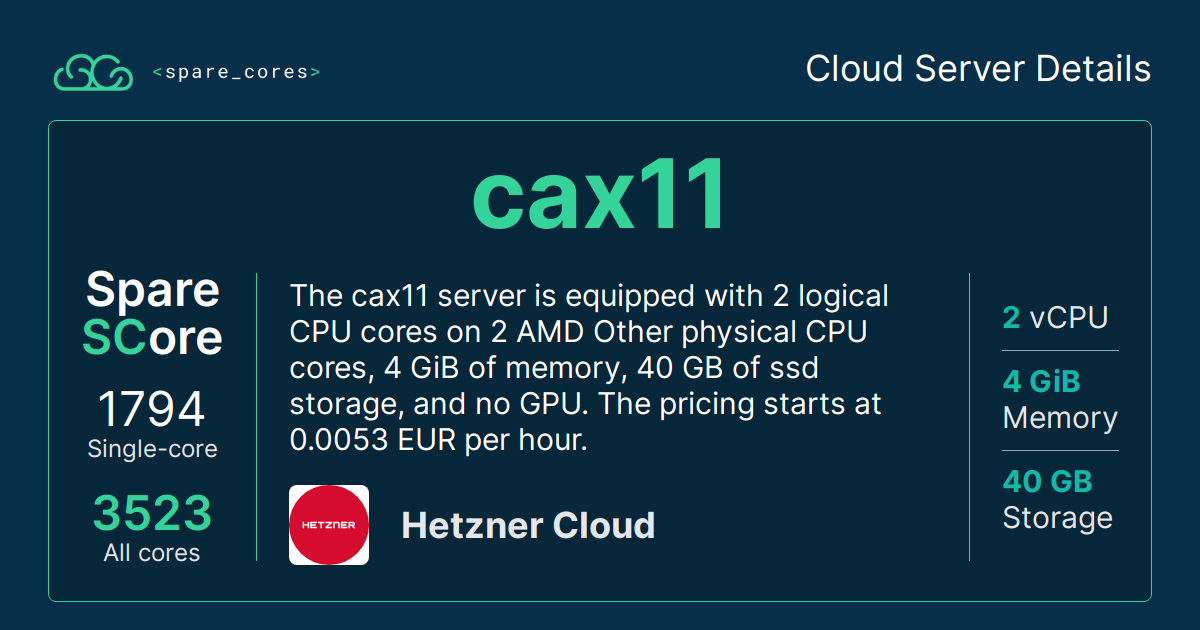 <spare_cores>
Cloud Server Details
cax11
Spare
SCore
1794
Single-core
3523
All cores
The cax11 server is equipped with 2 logical
CPU cores on 2 AMD Other physical CPU
cores, 4 GiB of memory, 40 GB of ssd
storage, and no GPU. The pricing starts at
0.0053 EUR per hour.
HETZNER
Hetzner Cloud
2 vCPU
4 GiB
Memory
40 GB
Storage